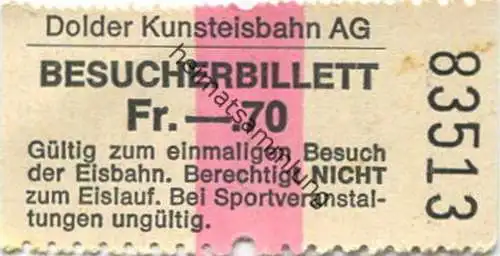 Dolder Kunsteisbahn AG
BESUCHERBILLETT
Fr. —.70
Gültig zum einmaligen Besuch
der Eisbahn. Berechtigt NICHT
zum Eislauf. Bei Sportveranstal-
tungen ungültig.
83513
heimatsammlung